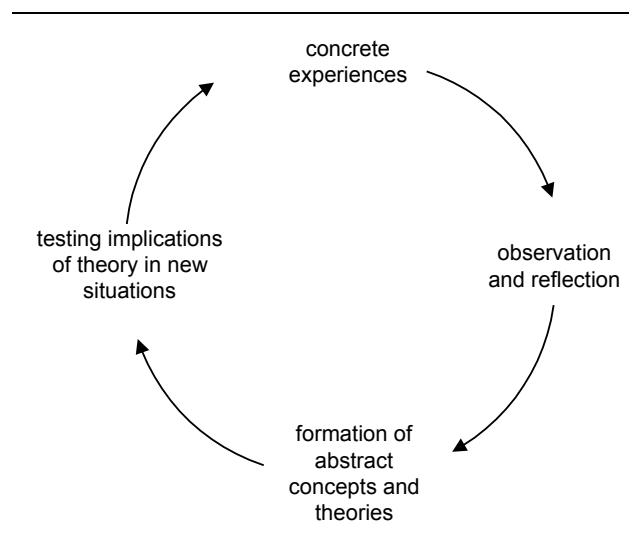 concrete
experiences
observation
and reflection
formation of
abstract
concepts and
theories
testing implications
of theory in new
situations